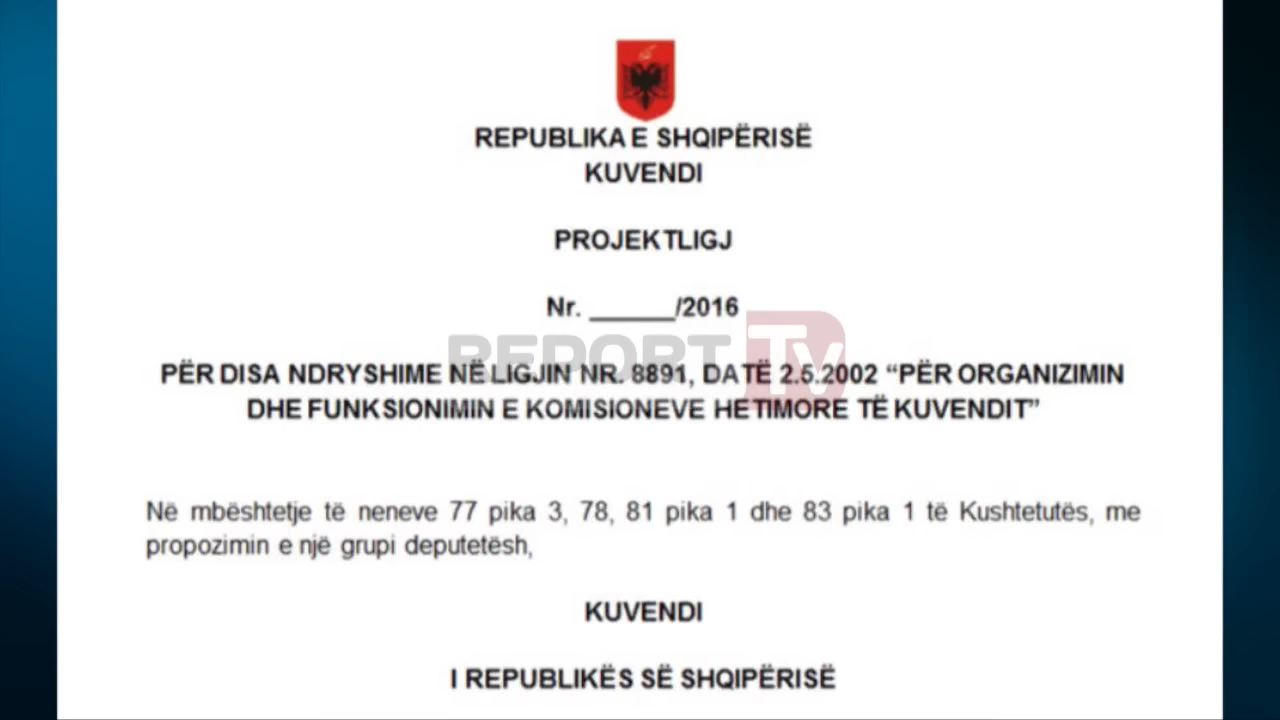 REPUBLIKA E SHQIPËRISË
KUVENDI
PROJEKTLIGJ
Nr. ______/2016
REPORT Tv
PËR DISA NDRYSHIME NË LIGJIN NR. 8891, DATË 2.5.2002 “PËR ORGANIZIMIN
DHE FUNKSIONIMIN E KOMISIONEVE HETIMORE TË KUVENDIT”
Në mbështetje të neneve 77 pika 3, 78, 81 pika 1 dhe 83 pika 1 të Kushtetutës, me
propozimin e një grupi deputetësh,
KUVENDI
I REPUBLIKËS SË SHQIPËRISË